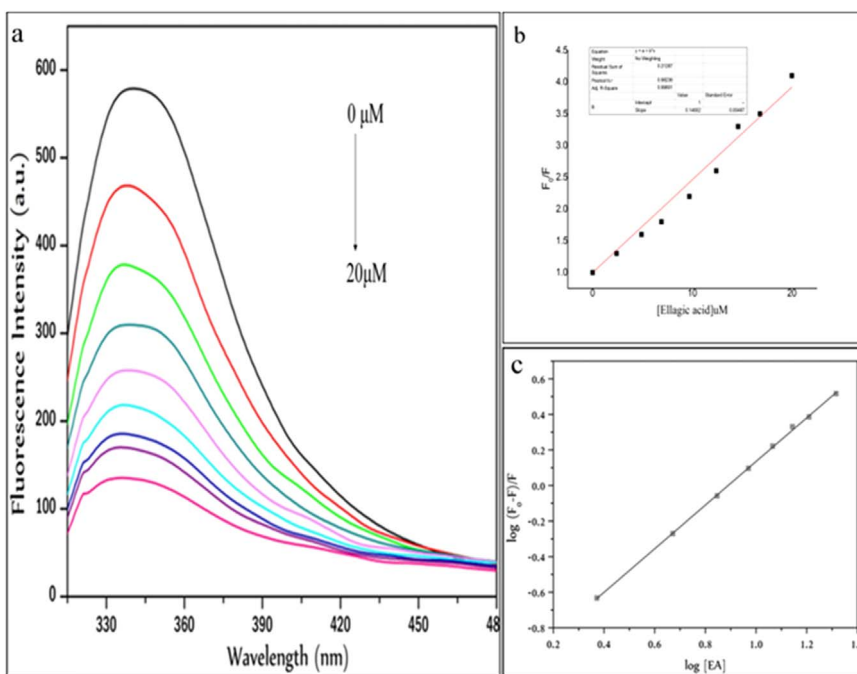 a
600
500
400
300
200
100
0
Fluorescence Intensity (a.u.)
0 μM
20μM
330 360 390 420 450 48
Wavelength (nm)
b
4.5
4.0
3.5
3.0
2.5
2.0
1.5
1.0
F₀/F
Equation
Weight No Weighting
Residual Sum of Squares
Adj. R-Square
Value Standard Error
Intercept
Slope
0 10 20
[Ellagic acid]uM
c
0.6
0.4
0.2
0.0
-0.2
-0.4
-0.6
-0.8
log (F₀-F)/F
0.2 0.4 0.6 0.8 1.0 1.2
log [EA]